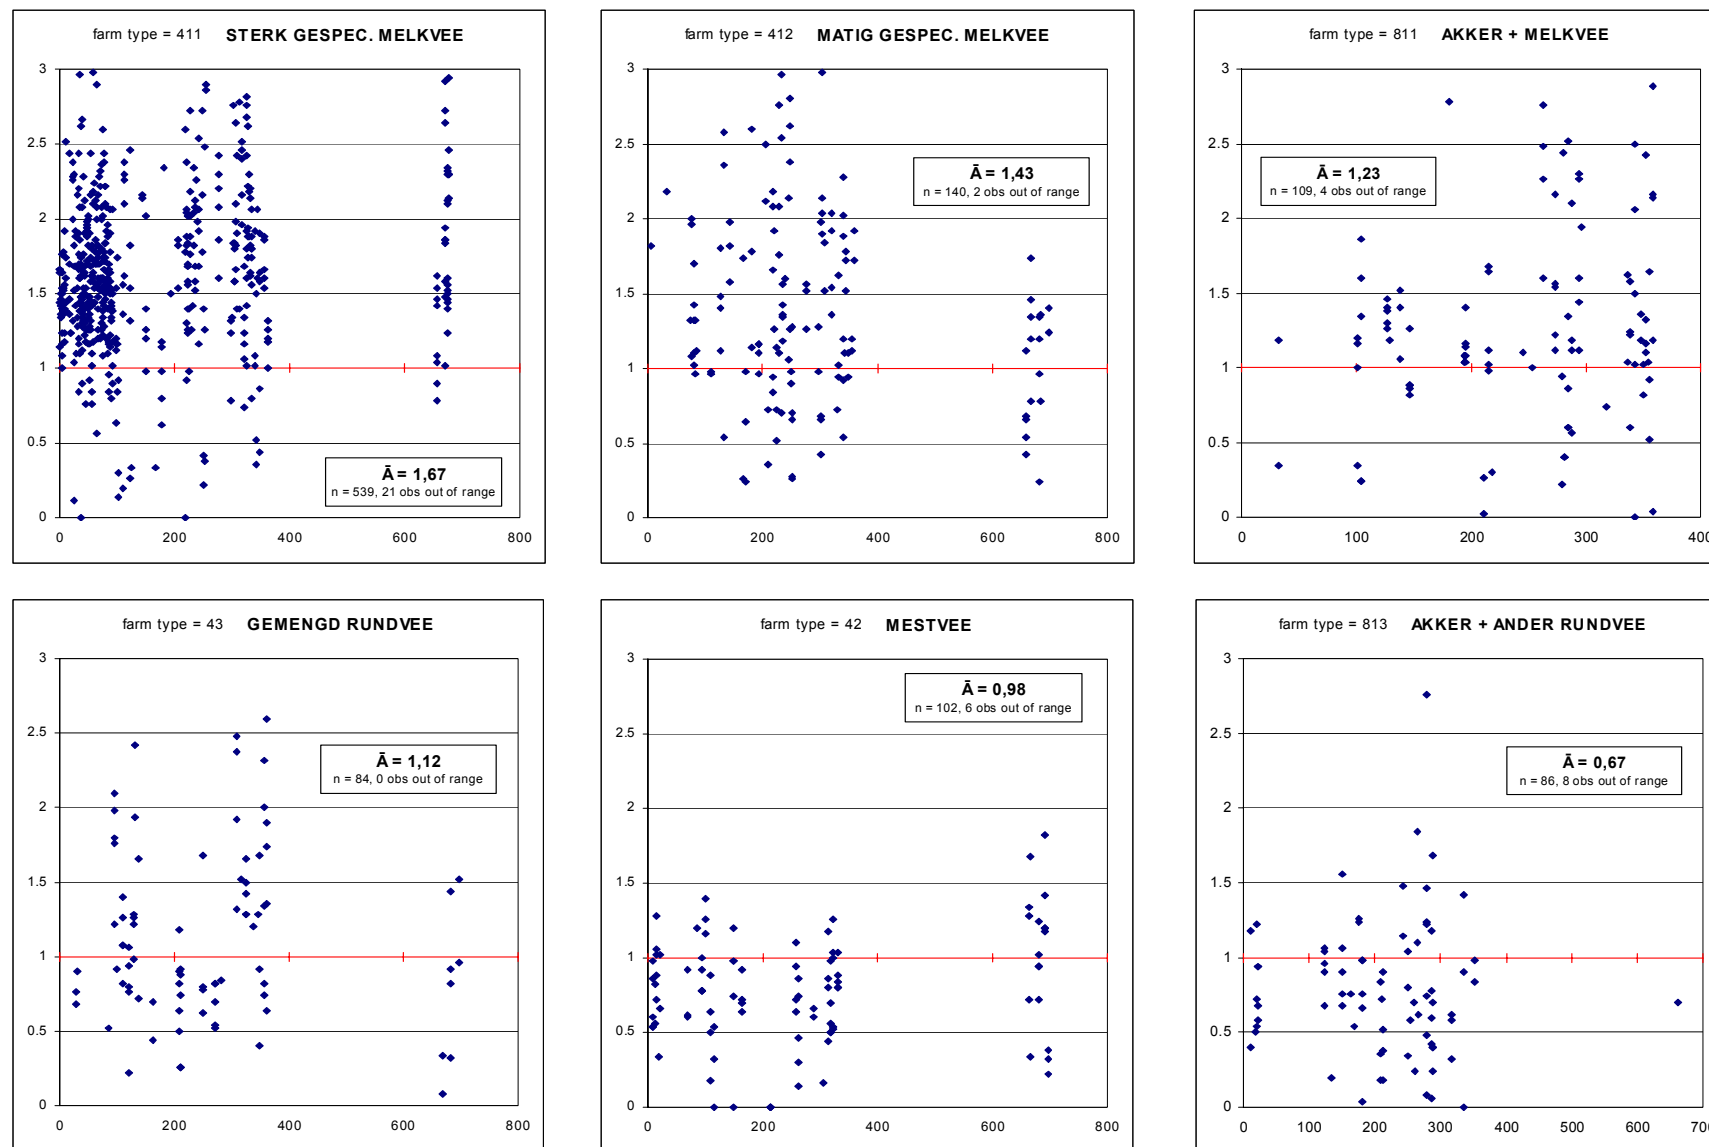 farm type = 411 STERK GESPEC. MELKVEE
3
2.5
2
1.5
1
0.5
0
Ā = 1,67
n = 539, 21 obs out of range
0 200 400 600 800
farm type = 412 MATIG GESPEC. MELKVEE
3
2.5
2
1.5
1
0.5
0
Ā = 1,43
n = 140, 2 obs out of range
0 200 400 600 800
farm type = 811 AKKER + MELKVEE
3
2.5
2
1.5
1
0.5
0
Ā = 1,23
n = 109, 4 obs out of range
0 100 200 300 400
farm type = 43 GEMENGD RUNDVEE
3
2.5
2
1.5
1
0.5
0
Ā = 1,12
n = 84, 0 obs out of range
0 200 400 600 800
farm type = 42 MESTVEE
3
2.5
2
1.5
1
0.5
0
Ā = 0,98
n = 102, 6 obs out of range
0 200 400 600 800
farm type = 813 AKKER + ANDER RUNDVEE
3
2.5
2
1.5
1
0.5
0
Ā = 0,67
n = 86, 8 obs out of range
0 100 200 300 400 500 600 700